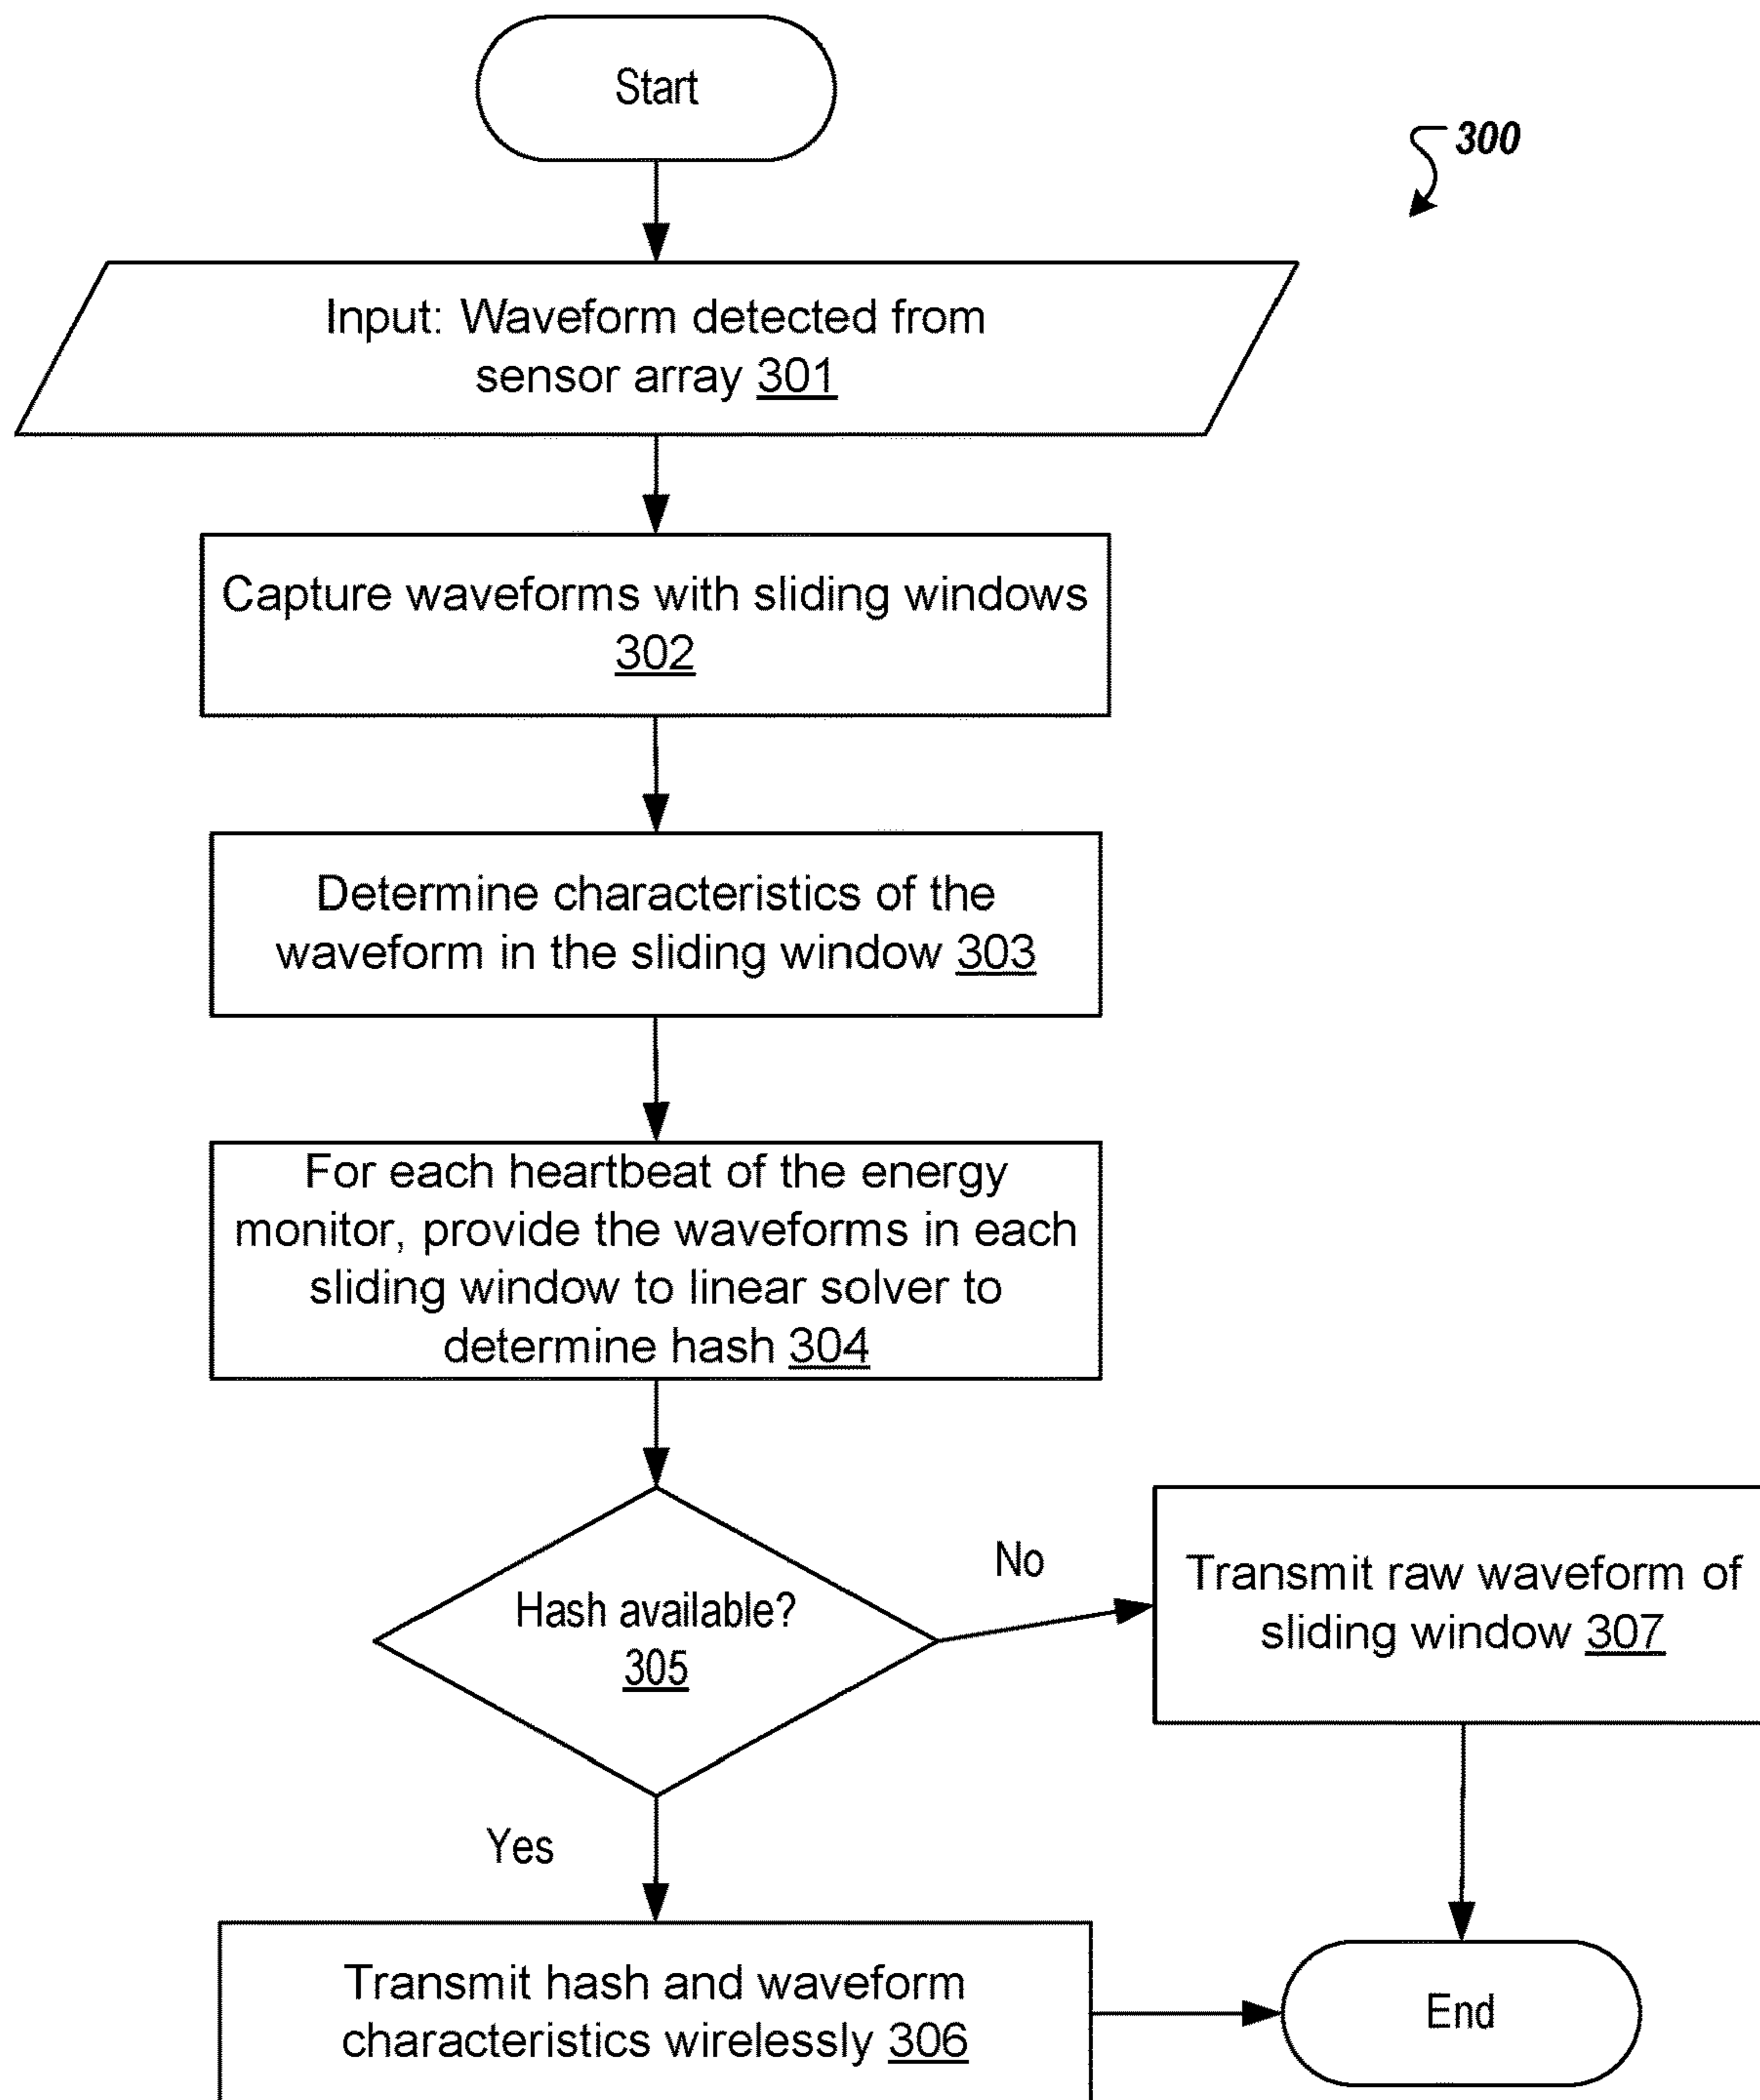 Start
300
Input: Waveform detected from
sensor array 301
Capture waveforms with sliding windows
302
Determine characteristics of the
waveform in the sliding window 303
For each heartbeat of the energy
monitor, provide the waveforms in each
sliding window to linear solver to
determine hash 304
Hash available?
305
No
Transmit raw waveform of
sliding window 307
Yes
Transmit hash and waveform
characteristics wirelessly 306
End